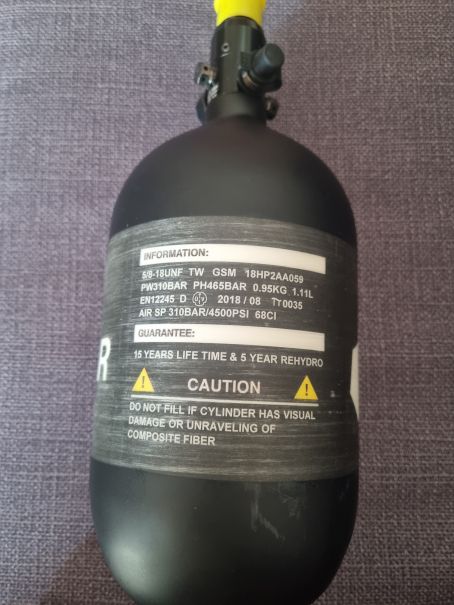 INFORMATION:
5/8-18UNF TW GSM 18HP2AA059
PW310BAR PH465BAR 0.95KG 1.11L
EN12245 D 2018/08 0035
AIR SP 310BAR/4500PSI 68CI
GUARANTEE:
15 YEARS LIFE TIME & 5 YEAR REHYDRO
CAUTION
DO NOT FILL IF CYLINDER HAS VISUAL
DAMAGE OR UNRAVELING OF
COMPOSITE FIBER
R